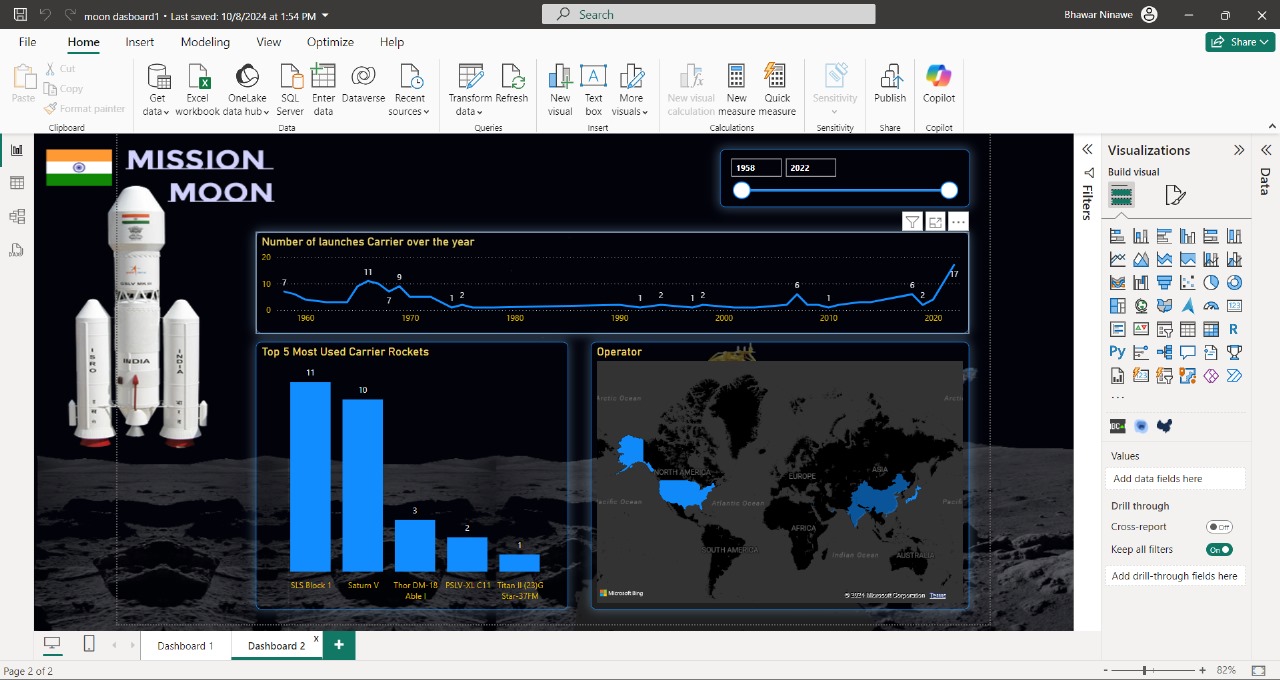 moon dasboard1 • Last saved: 10/8/2024 at 1:54 PM
Search
Bhawar Ninawe
File Home Insert Modeling View Optimize Help
Share
Paste
Cut
Copy
Format painter
Clipboard
Get data
Excel workbook
OneLake data hub
SQL Server
Enter data
Dataverse
Recent sources
Data
Transform data
Refresh
Queries
New visual
Text box
More visuals
Insert
New visual calculation
New measure
Quick measure
Calculations
Sensitivity
Sensitivity
Publish
Share
Copilot
Copilot
MISSION
MOON
1958 2022
Number of launches Carrier over the year
20
10
0
7 11 7 9 1 2 1 2 1 2 6 1 6 2 17
1960 1970 1980 1990 2000 2010 2020
Top 5 Most Used Carrier Rockets
11
10
3
2
1
SLS Block 1
Saturn V
Thor DM-18 Able I
PSLV-XL C11
Titan II (23)G Star-37FM
Operator
Arctic Ocean
Arcti
NORTH AMERICA
EUROPE
ASIA
acific Ocean
Atlantic Ocean
Pacif
AFRICA
SOUTH AMERICA
Indian Ocean
AUSTRALIA
Microsoft Bing
© 2024 Microsoft Corporation Terms
ISRO
INDIA
INDIA
Filters
Visualizations
Build visual
123
R
Py
Values
Add data fields here
Drill through
Cross-report
Off
Keep all filters
On
Add drill-through fields here
Data
Dashboard 1
Dashboard 2
x
+
Page 2 of 2
- + 82%